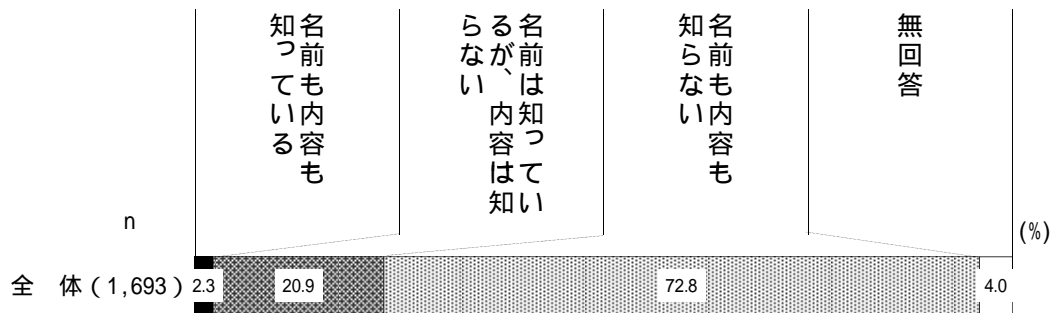 名前も内容も
知っている
名前は知ってい
るが、内容は知
らない
名前も内容も
知らない
無回答
n
(%)
全 体(1,693)
2.3
20.9
72.8
4.0